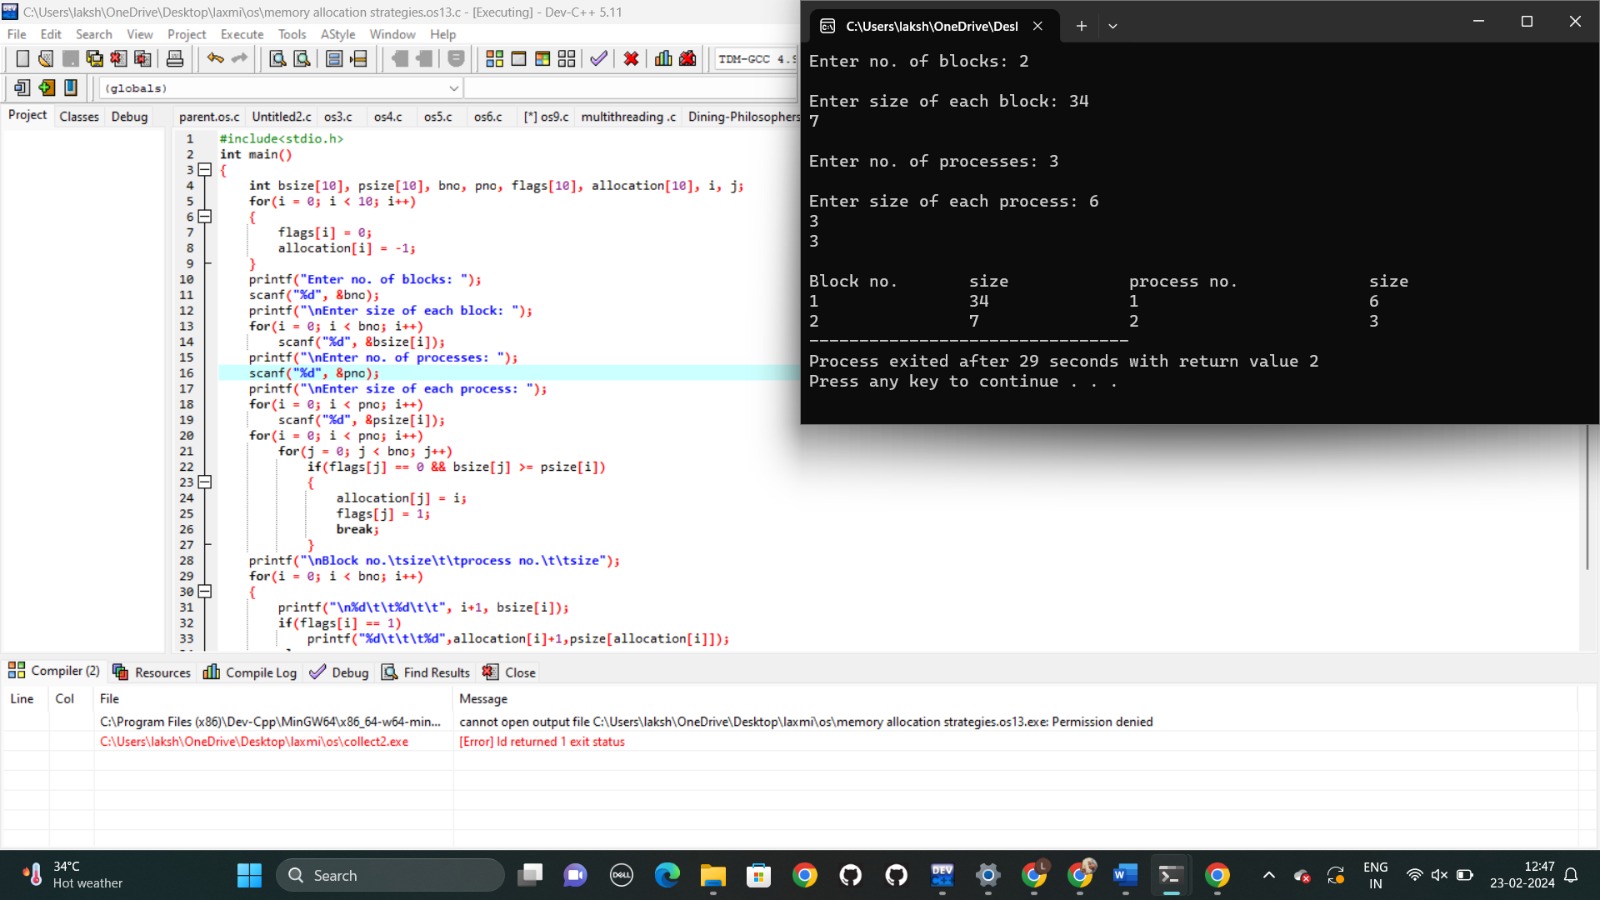 C:\Users\laksh\OneDrive\Desktop\laxmi\os\memory allocation strategies.os13.c - [Executing] - Dev-C++ 5.11
File Edit Search View Project Execute Tools AStyle Window Help
TDM-GCC 4.9
(globals)
Project Classes Debug
parent.os.c Untitled2.c os3.c os4.c os5.c os6.c [*] os9.c multithreading .c Dining-Philosophers
1 #include<stdio.h>
2 int main()
3 {
4 int bsize[10], psize[10], bno, pno, flags[10], allocation[10], i, j;
5 for(i = 0; i < 10; i++)
6 {
7 flags[i] = 0;
8 allocation[i] = -1;
9 }
10 printf("Enter no. of blocks: ");
11 scanf("%d", &bno);
12 printf("\nEnter size of each block: ");
13 for(i = 0; i < bno; i++)
14 scanf("%d", &bsize[i]);
15 printf("\nEnter no. of processes: ");
16 scanf("%d", &pno);
17 printf("\nEnter size of each process: ");
18 for(i = 0; i < pno; i++)
19 scanf("%d", &psize[i]);
20 for(i = 0; i < pno; i++)
21 for(j = 0; j < bno; j++)
22 if(flags[j] == 0 && bsize[j] >= psize[i])
23 {
24 allocation[j] = i;
25 flags[j] = 1;
26 break;
27 }
28 printf("\nBlock no.\tsize\t\tprocess no.\t\tsize");
29 for(i = 0; i < bno; i++)
30 {
31 printf("\n%d\t\t%d\t\t", i+1, bsize[i]);
32 if(flags[i] == 1)
33 printf("%d\t\t\t%d",allocation[i]+1,psize[allocation[i]]);
C:\Users\laksh\OneDrive\Desl
Enter no. of blocks: 2
Enter size of each block: 34
7
Enter no. of processes: 3
Enter size of each process: 6
3
3
Block no. size process no. size
1 34 1 6
2 7 2 3
--------------------------------
Process exited after 29 seconds with return value 2
Press any key to continue . . .
Compiler (2) Resources Compile Log Debug Find Results Close
Line Col File Message
C:\Program Files (x86)\Dev-Cpp\MinGW64\x86_64-w64-min... cannot open output file C:\Users\laksh\OneDrive\Desktop\laxmi\os\memory allocation strategies.os13.exe: Permission denied
C:\Users\laksh\OneDrive\Desktop\laxmi\os\collect2.exe [Error] ld returned 1 exit status
34°C
Hot weather
Search
DELL
DEV
L
W
ENG
IN
12:47
23-02-2024